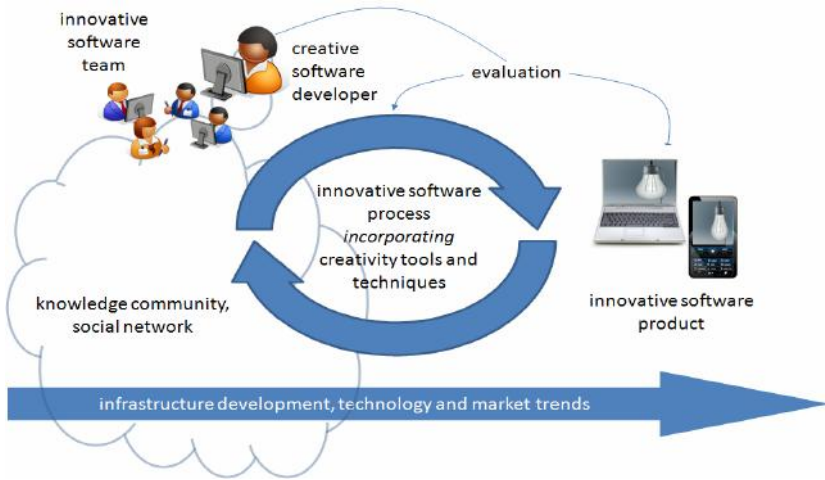 innovative
software
team
creative
software
developer
evaluation
innovative software
process
incorporating
creativity tools and
techniques
knowledge community,
social network
innovative software
product
infrastructure development, technology and market trends